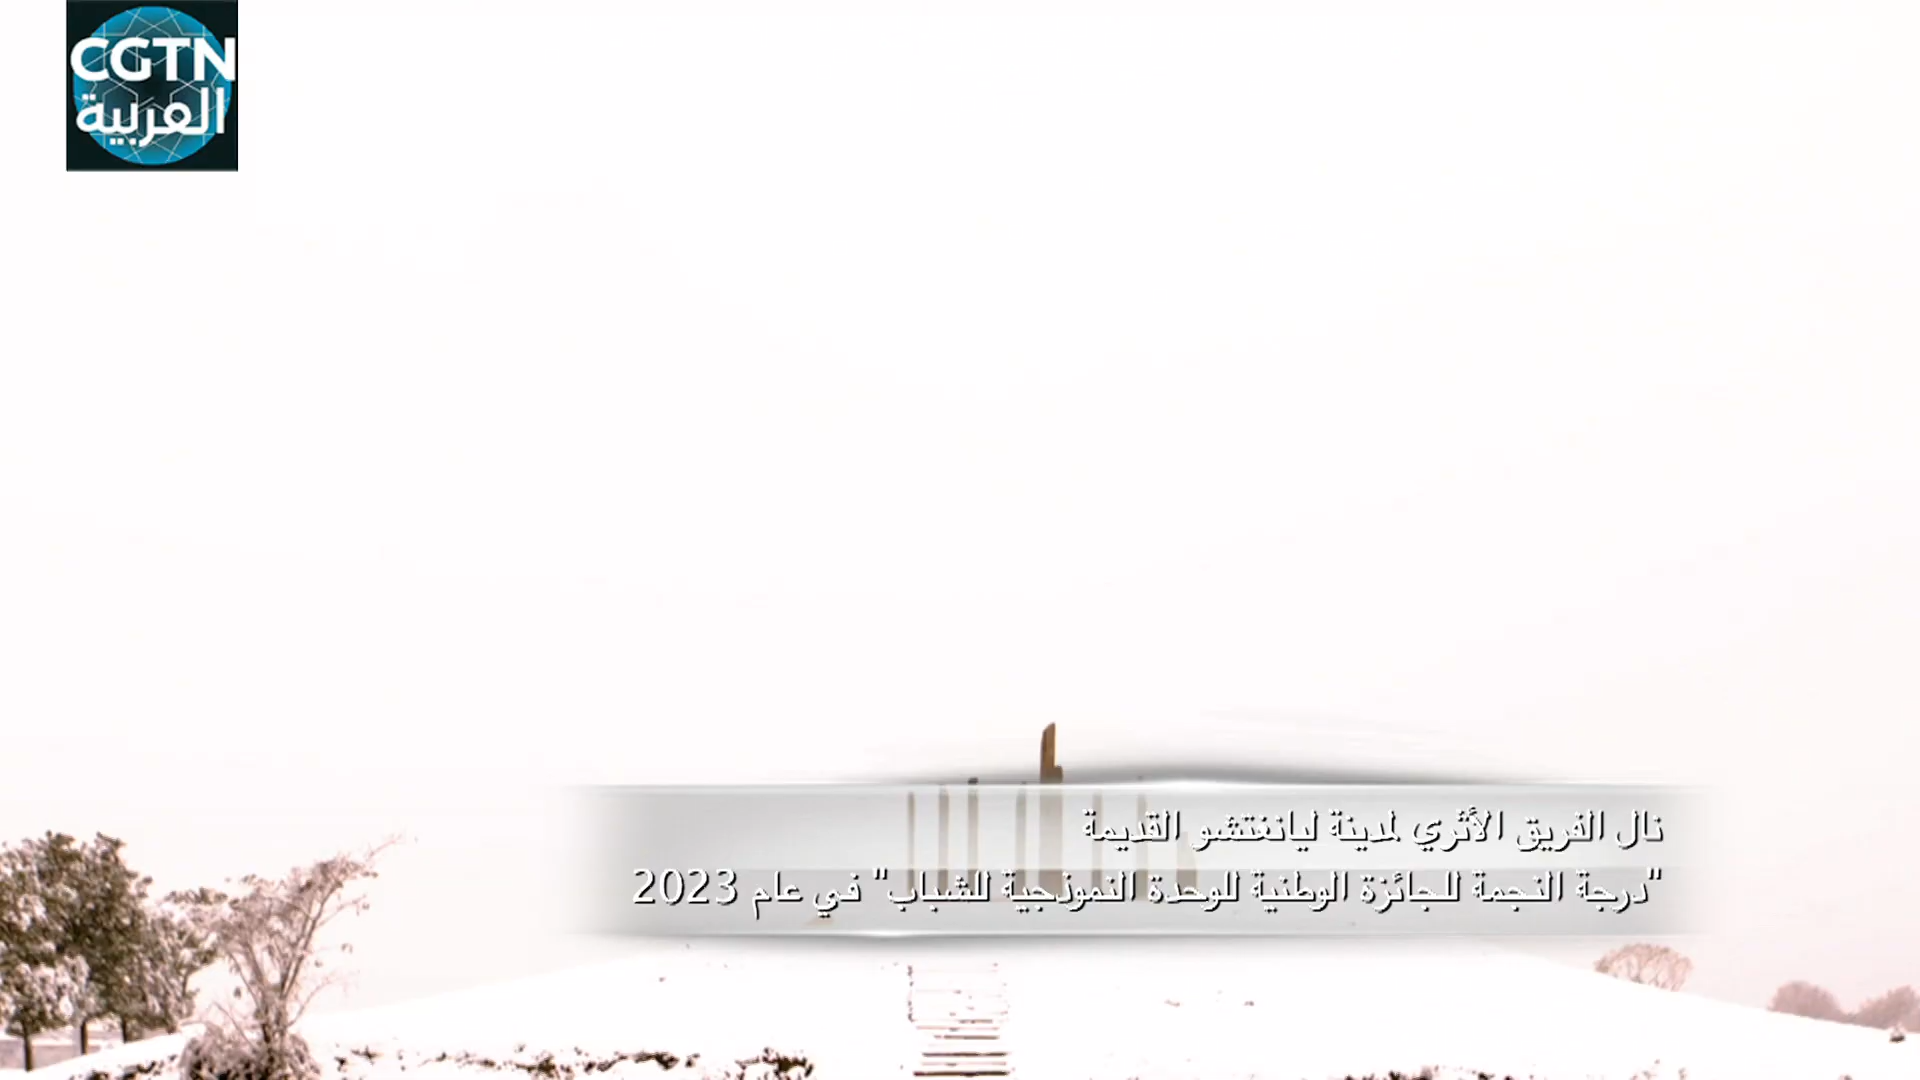 CGTN
العربية
نال الفريق الأثري لمدينة ليانغتشو القديمة
"درجة النجمة للجائزة الوطنية للوحدة النموذجية للشباب" في عام 2023